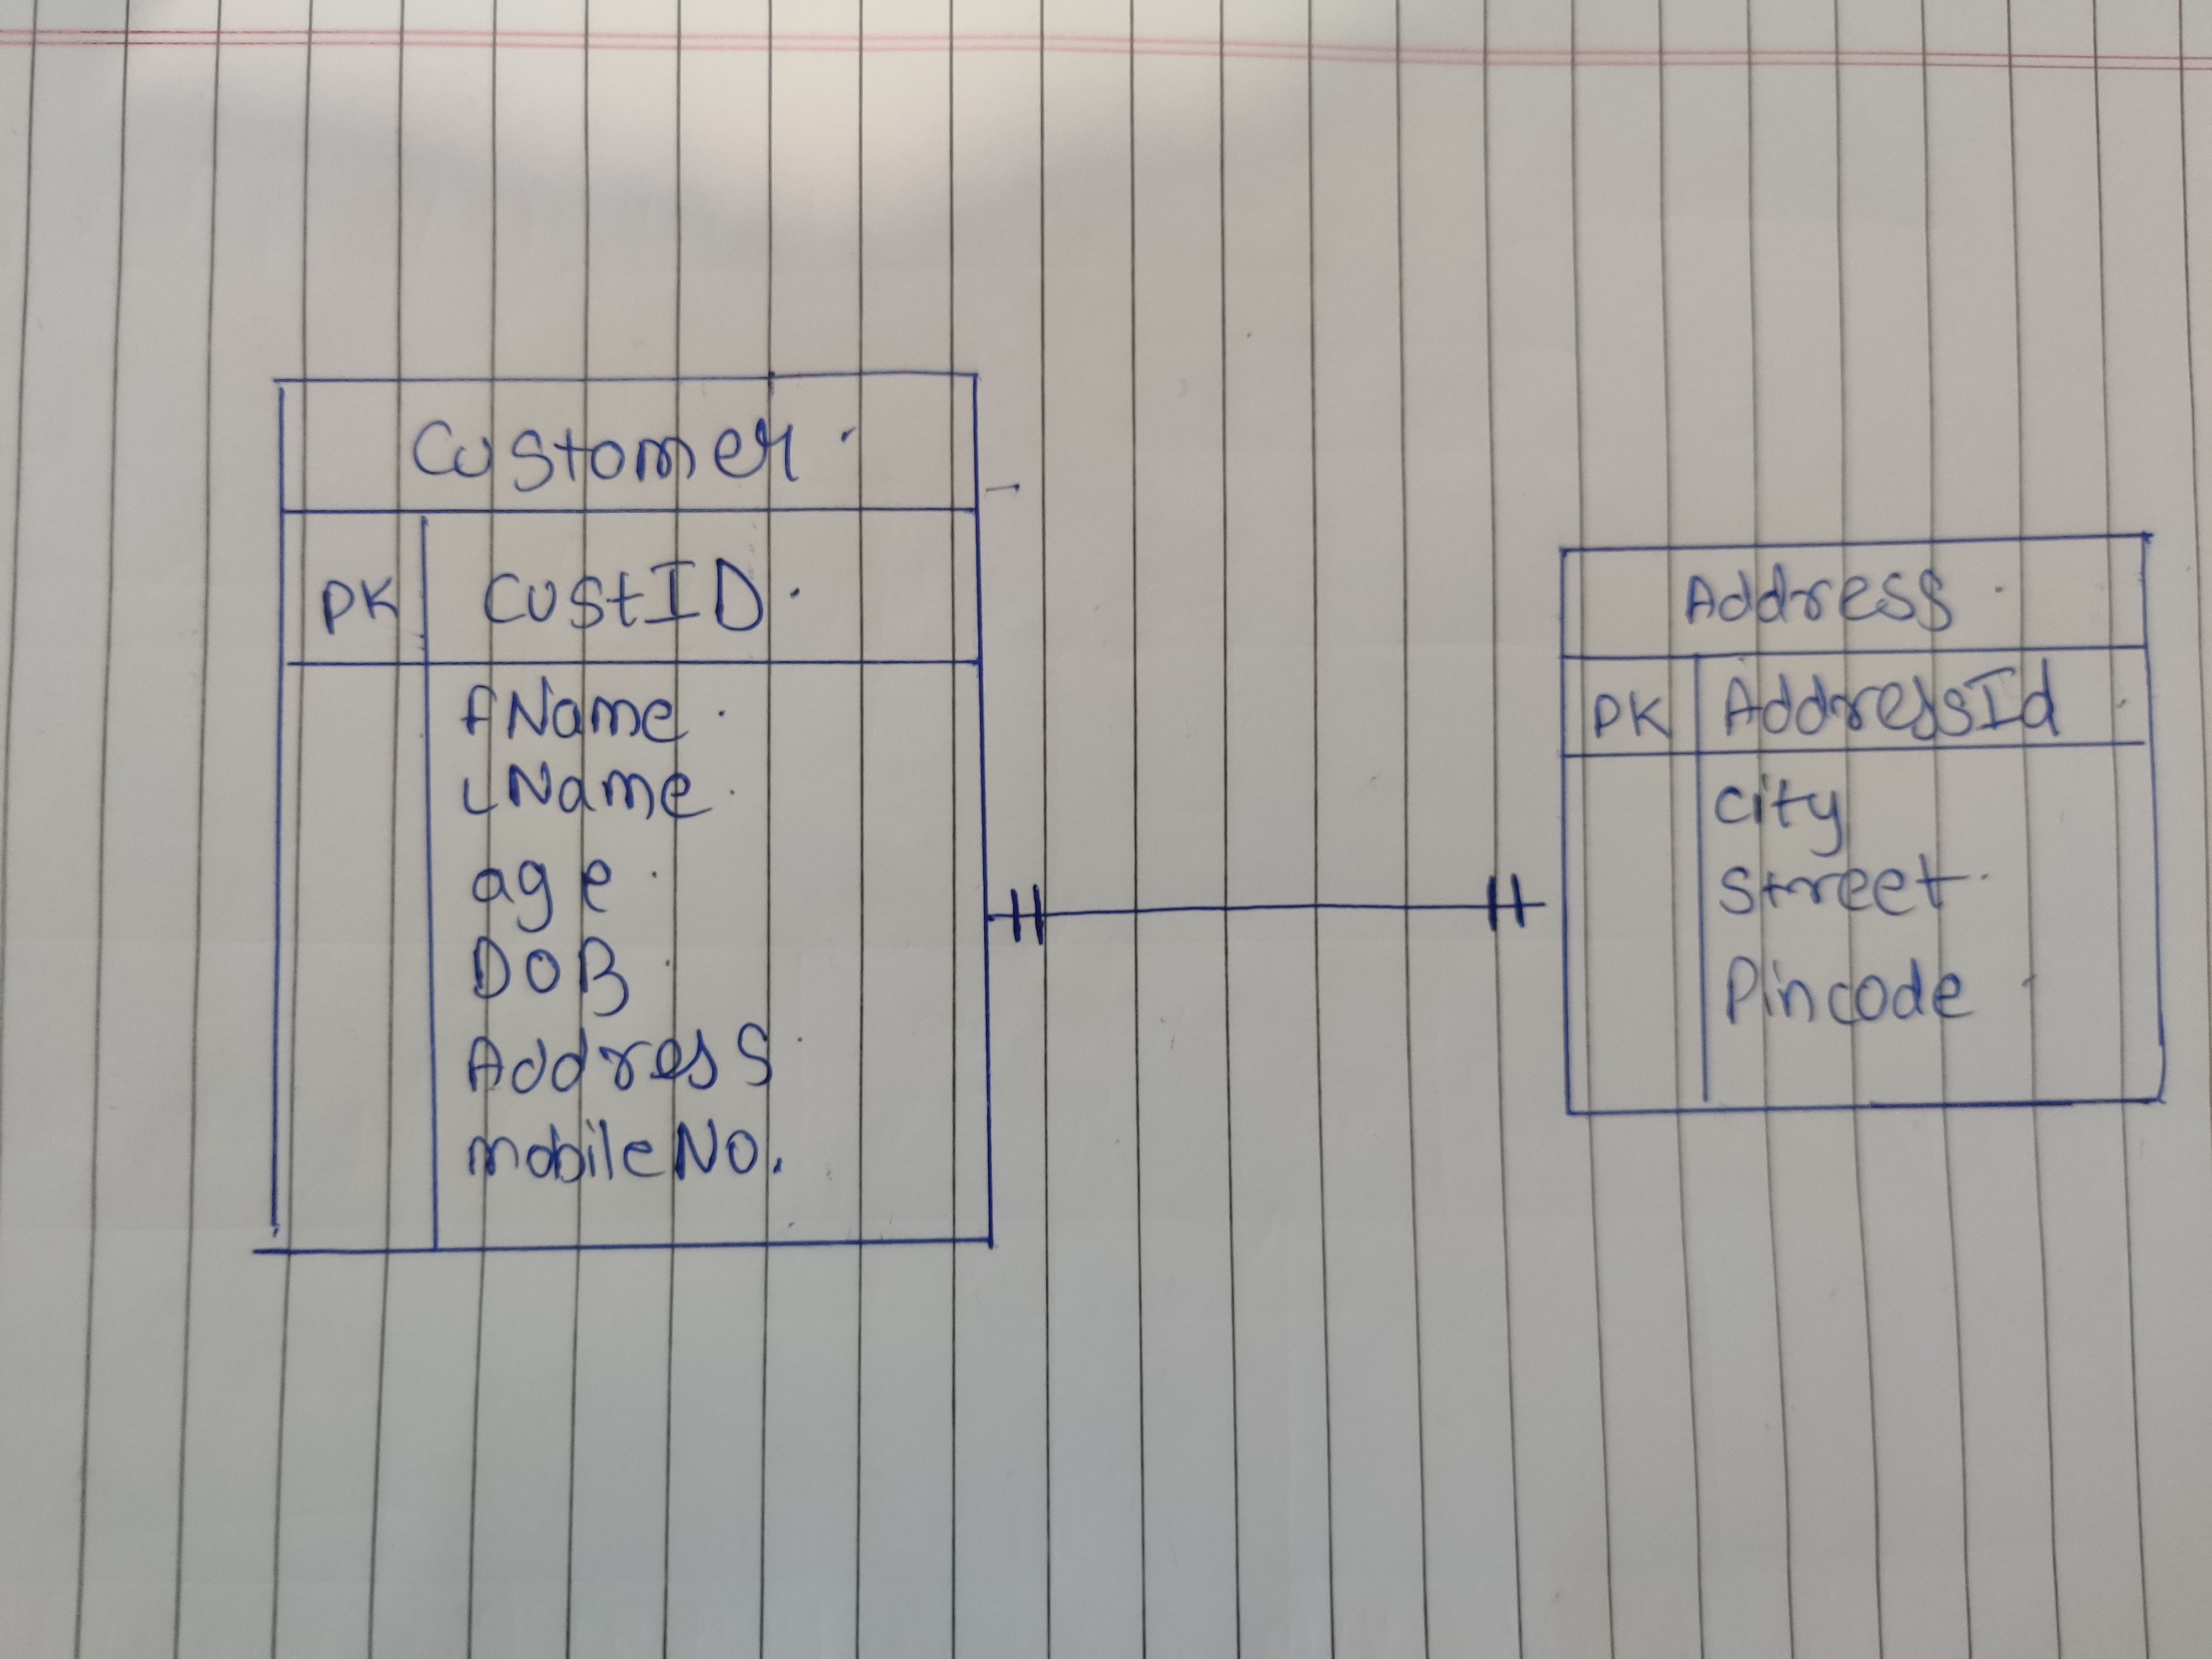 Customer
PK CustID
fName
LName
age
DOB
Address
mobileNo.
Address
PK AddressId
City
Street
Pincode